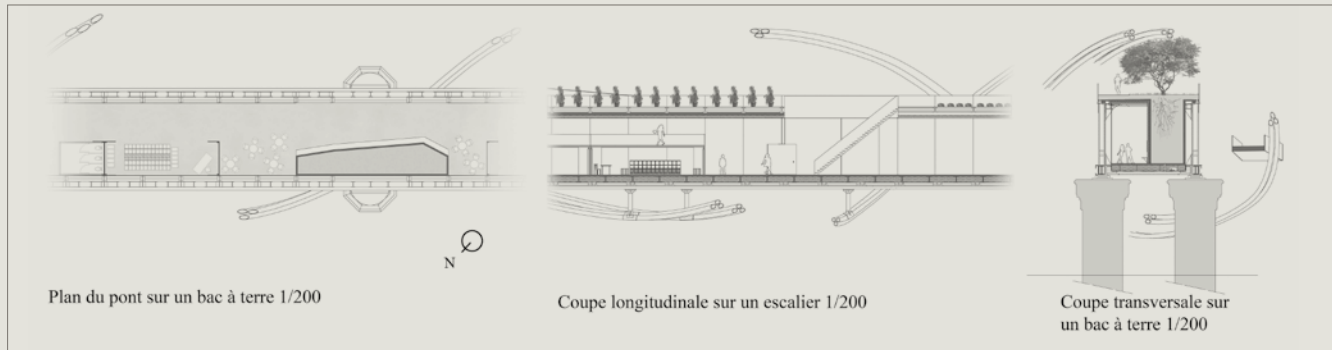 N
Plan du pont sur un bac à terre 1/200
Coupe longitudinale sur un escalier 1/200
Coupe transversale sur
un bac à terre 1/200